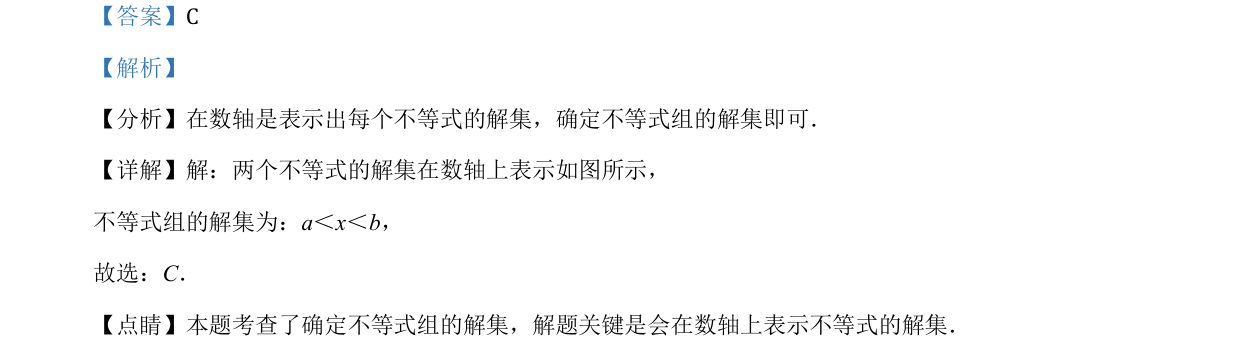 【答案】C
【解析】
【分析】在数轴是表示出每个不等式的解集，确定不等式组的解集即可．
【详解】解：两个不等式的解集在数轴上表示如图所示，
不等式组的解集为：a＜x＜b，
故选：C．
【点睛】本题考查了确定不等式组的解集，解题关键是会在数轴上表示不等式的解集．